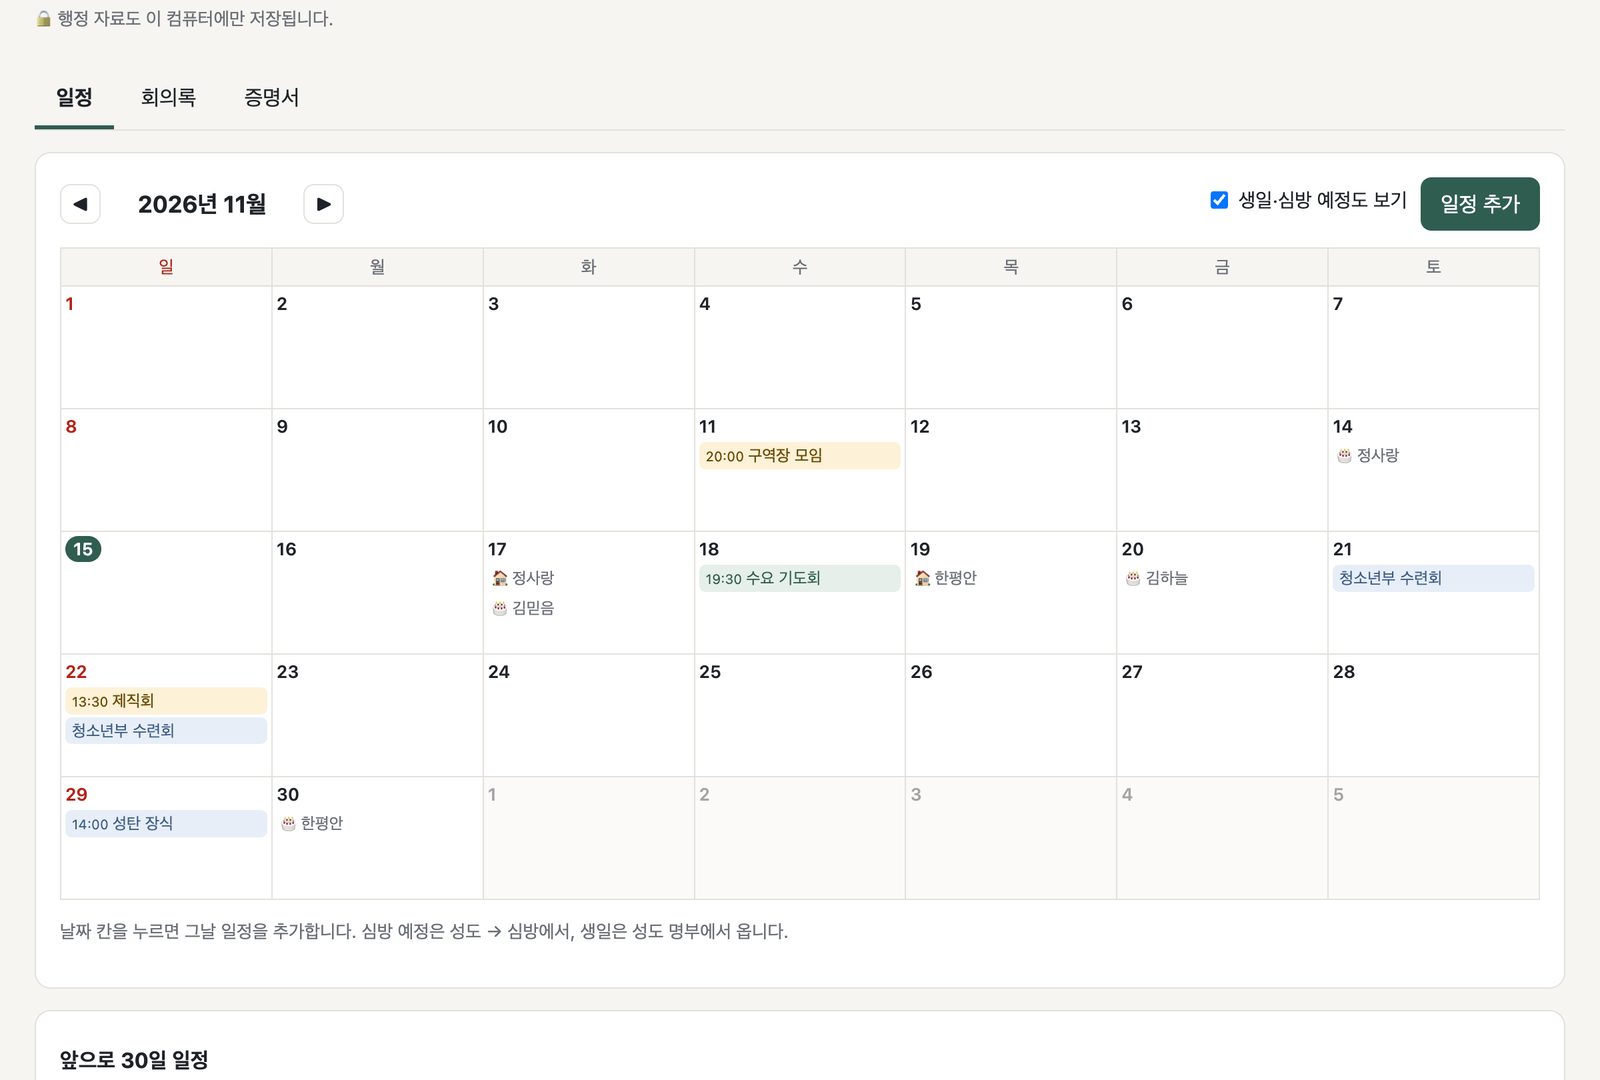 🔒 행정 자료도 이 컴퓨터에만 저장됩니다.
일정 회의록 증명서
◀ 2026년 11월 ▶ 생일·심방 예정도 보기 일정 추가
일 월 화 수 목 금 토
1 2 3 4 5 6 7
8 9 10 11 12 13 14
20:00 구역장 모임 🎂 정사랑
15 16 17 18 19 20 21
🏠 정사랑 19:30 수요 기도회 🏠 한평안 🎂 김하늘 청소년부 수련회
🎂 김믿음
22 23 24 25 26 27 28
13:30 제직회
청소년부 수련회
29 30 1 2 3 4 5
14:00 성탄 장식 🎂 한평안
날짜 칸을 누르면 그날 일정을 추가합니다. 심방 예정은 성도 → 심방에서, 생일은 성도 명부에서 옵니다.
앞으로 30일 일정